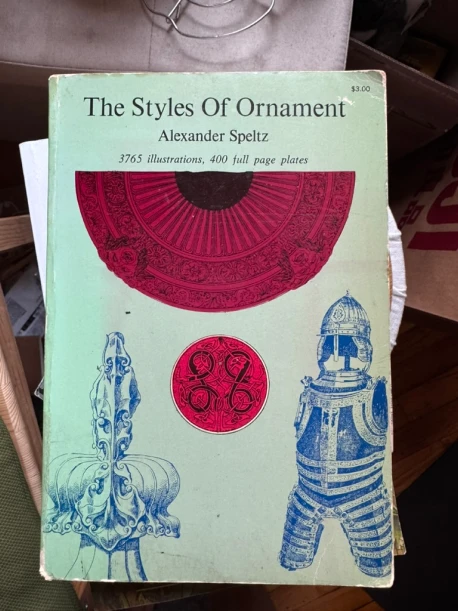 $3.00
The Styles Of Ornament
Alexander Speltz
3765 illustrations, 400 full page plates